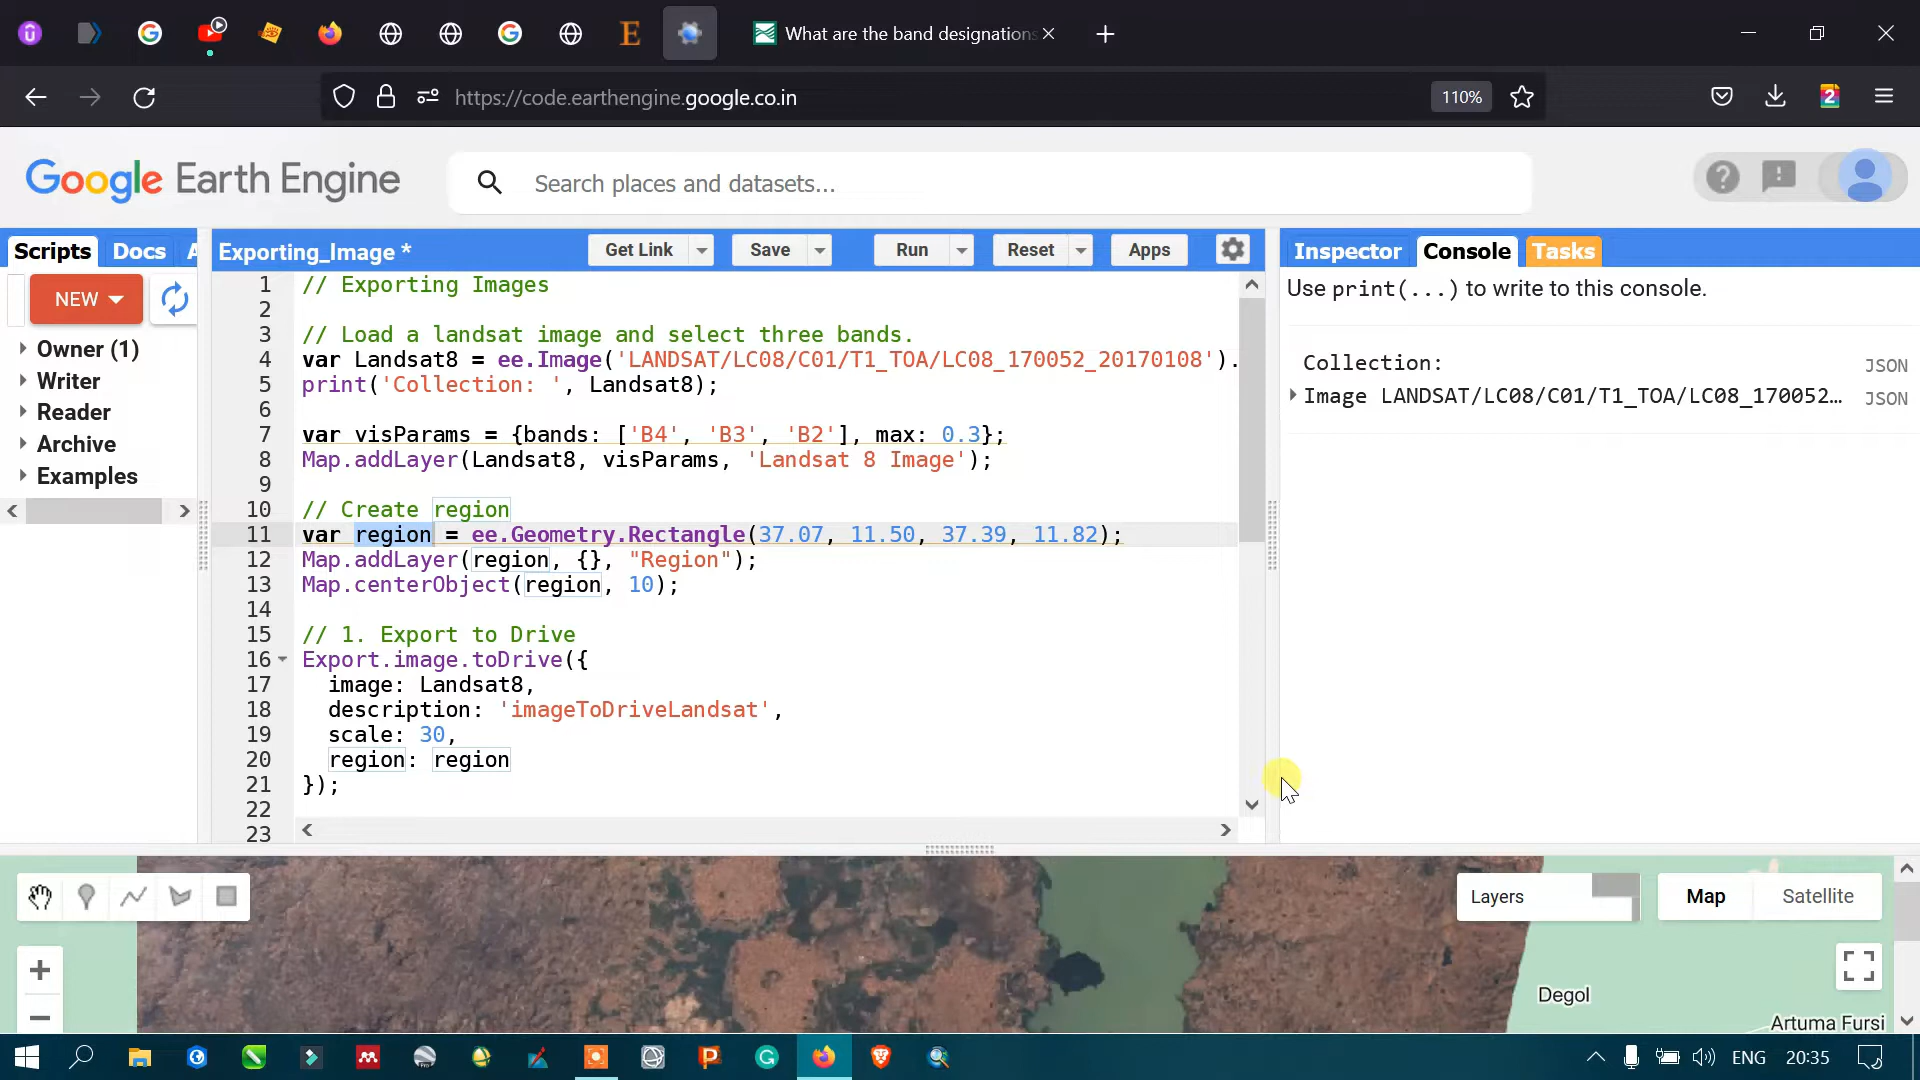 What are the band designations
https://code.earthengine.google.co.in
110%
2
Google Earth Engine
Search places and datasets...
Scripts
Docs
Exporting_Image *
Get Link
Save
Run
Reset
Apps
Inspector
Console
Tasks
NEW
Owner (1)
Writer
Reader
Archive
Examples
1 // Exporting Images
2
3 // Load a landsat image and select three bands.
4 var Landsat8 = ee.Image('LANDSAT/LC08/C01/T1_TOA/LC08_170052_20170108').
5 print('Collection: ', Landsat8);
6
7 var visParams = {bands: ['B4', 'B3', 'B2'], max: 0.3};
8 Map.addLayer(Landsat8, visParams, 'Landsat 8 Image');
9
10 // Create region
11 var region = ee.Geometry.Rectangle(37.07, 11.50, 37.39, 11.82);
12 Map.addLayer(region, {}, "Region");
13 Map.centerObject(region, 10);
14
15 // 1. Export to Drive
16 Export.image.toDrive({
17 image: Landsat8,
18 description: 'imageToDriveLandsat',
19 scale: 30,
20 region: region
21 });
22
23
Use print(...) to write to this console.
Collection:
JSON
Image LANDSAT/LC08/C01/T1_TOA/LC08_170052...
JSON
Layers
Map
Satellite
Degol
Artuma Fursi
ENG
20:35